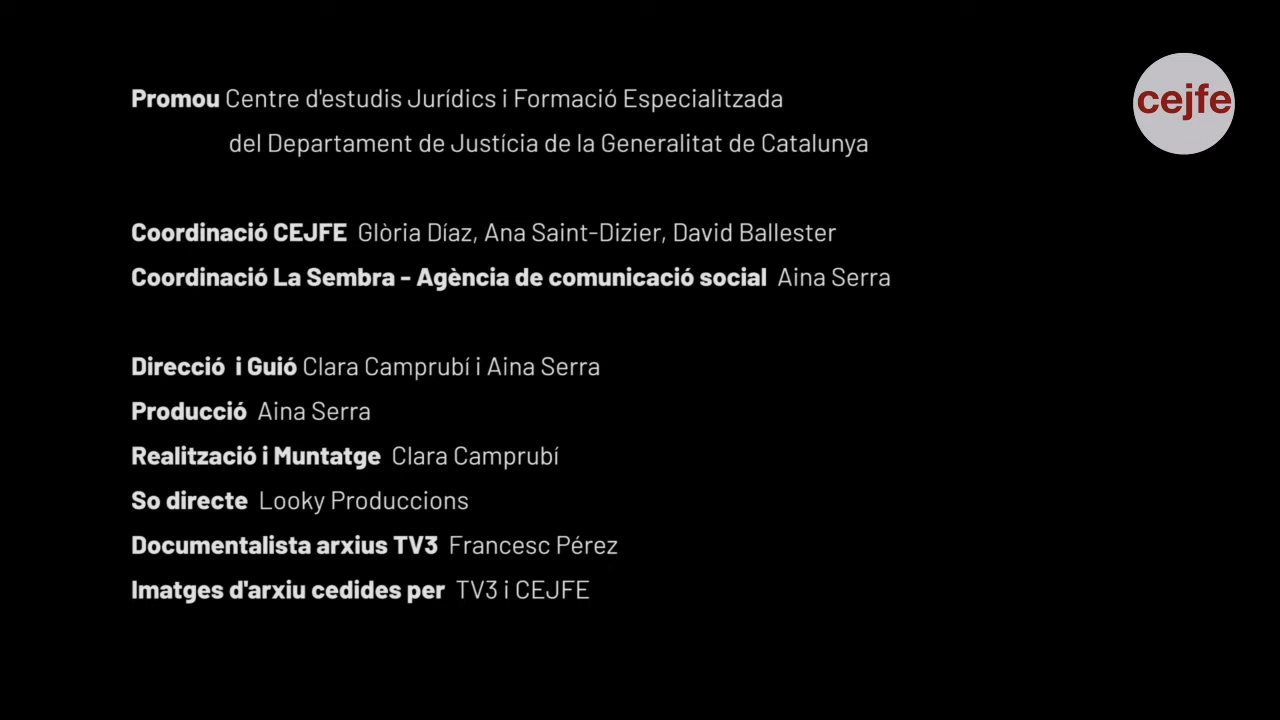 Promou Centre d'estudis Jurídics i Formació Especialitzada
del Departament de Justícia de la Generalitat de Catalunya
cejfe
Coordinació CEJFE Glòria Díaz, Ana Saint-Dizier, David Ballester
Coordinació La Sembra - Agència de comunicació social Aina Serra
Direcció i Guió Clara Camprubí i Aina Serra
Producció Aina Serra
Realització i Muntatge Clara Camprubí
So directe Looky Produccions
Documentalista arxius TV3 Francesc Pérez
Imatges d'arxiu cedides per TV3 i CEJFE